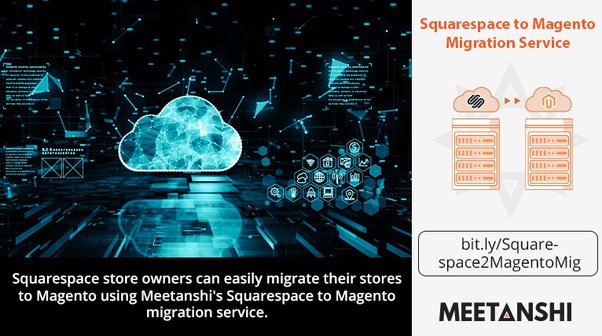 Squarespace to Magento
Migration Service
Squarespace store owners can easily migrate their stores
to Magento using Meetanshi's Squarespace to Magento
migration service.
bit.ly/Square-
space2MagentoMig
MEETANSHI